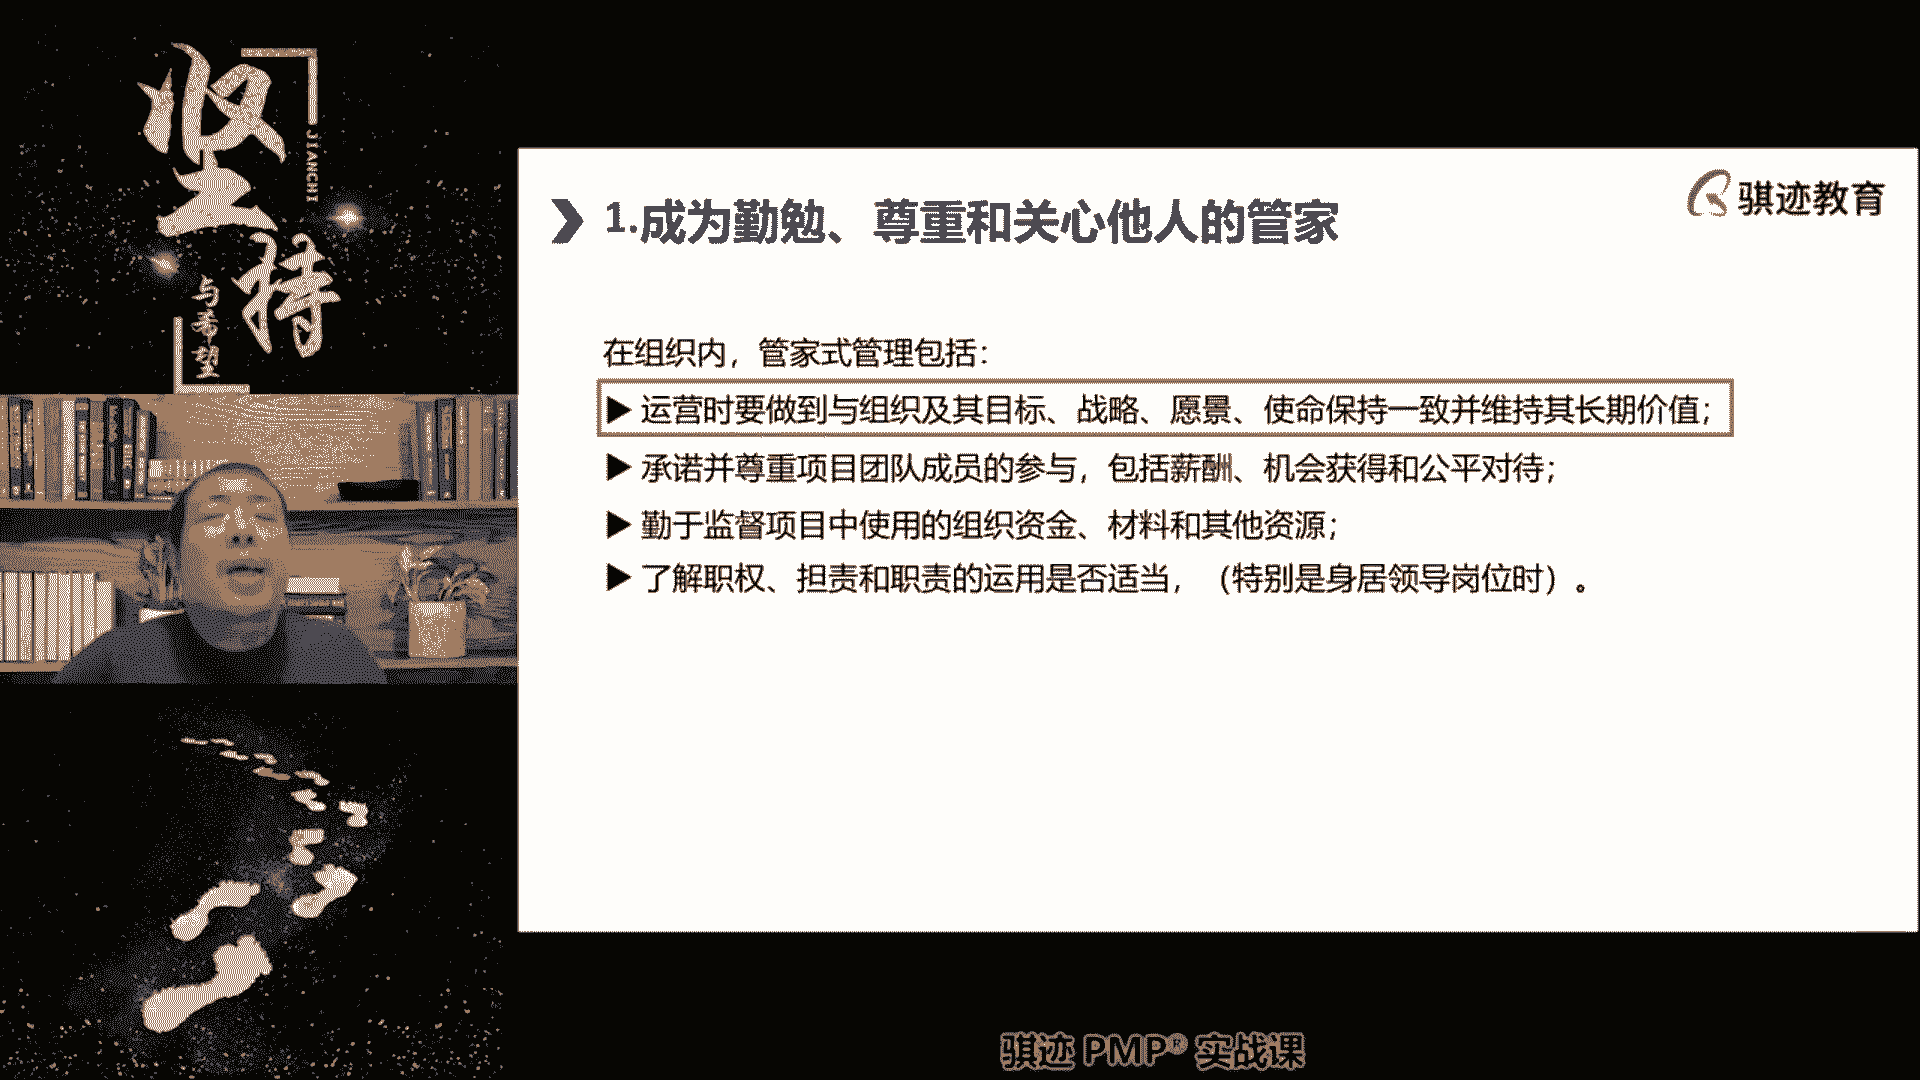 坚持
JIANCHI
与希望
骐迹教育
1.成为勤勉、尊重和关心他人的管家
在组织内，管家式管理包括：
▶ 运营时要做到与组织及其目标、战略、愿景、使命保持一致并维持其长期价值；
▶ 承诺并尊重项目团队成员的参与，包括薪酬、机会获得和公平对待；
▶ 勤于监督项目中使用的组织资金、材料和其他资源；
▶ 了解职权、担责和职责的运用是否适当，（特别是身居领导岗位时）。
骐迹 PMP® 实战课